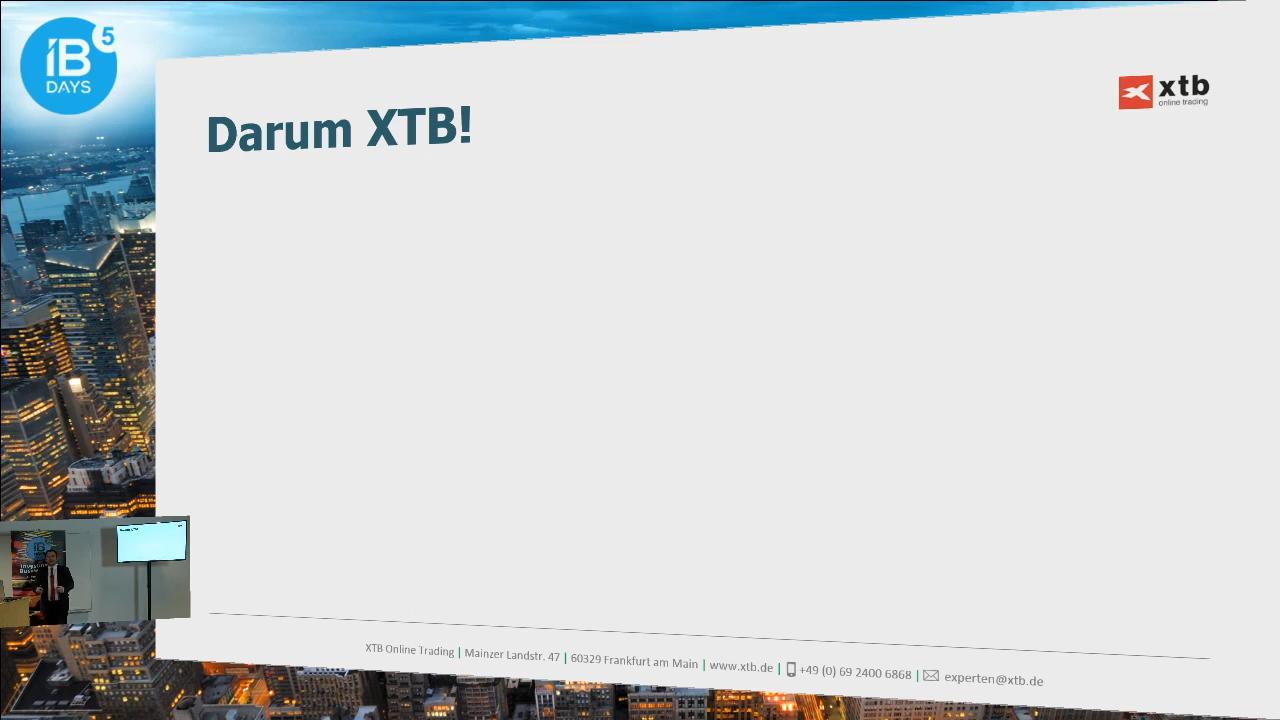 5
iB
DAYS
xtb
online trading
Darum XTB!
iB
XTB Online Trading | Mainzer Landstr. 47 | 60329 Frankfurt am Main | www.xtb.de | +49 (0) 69 2400 6868 | experten@xtb.de